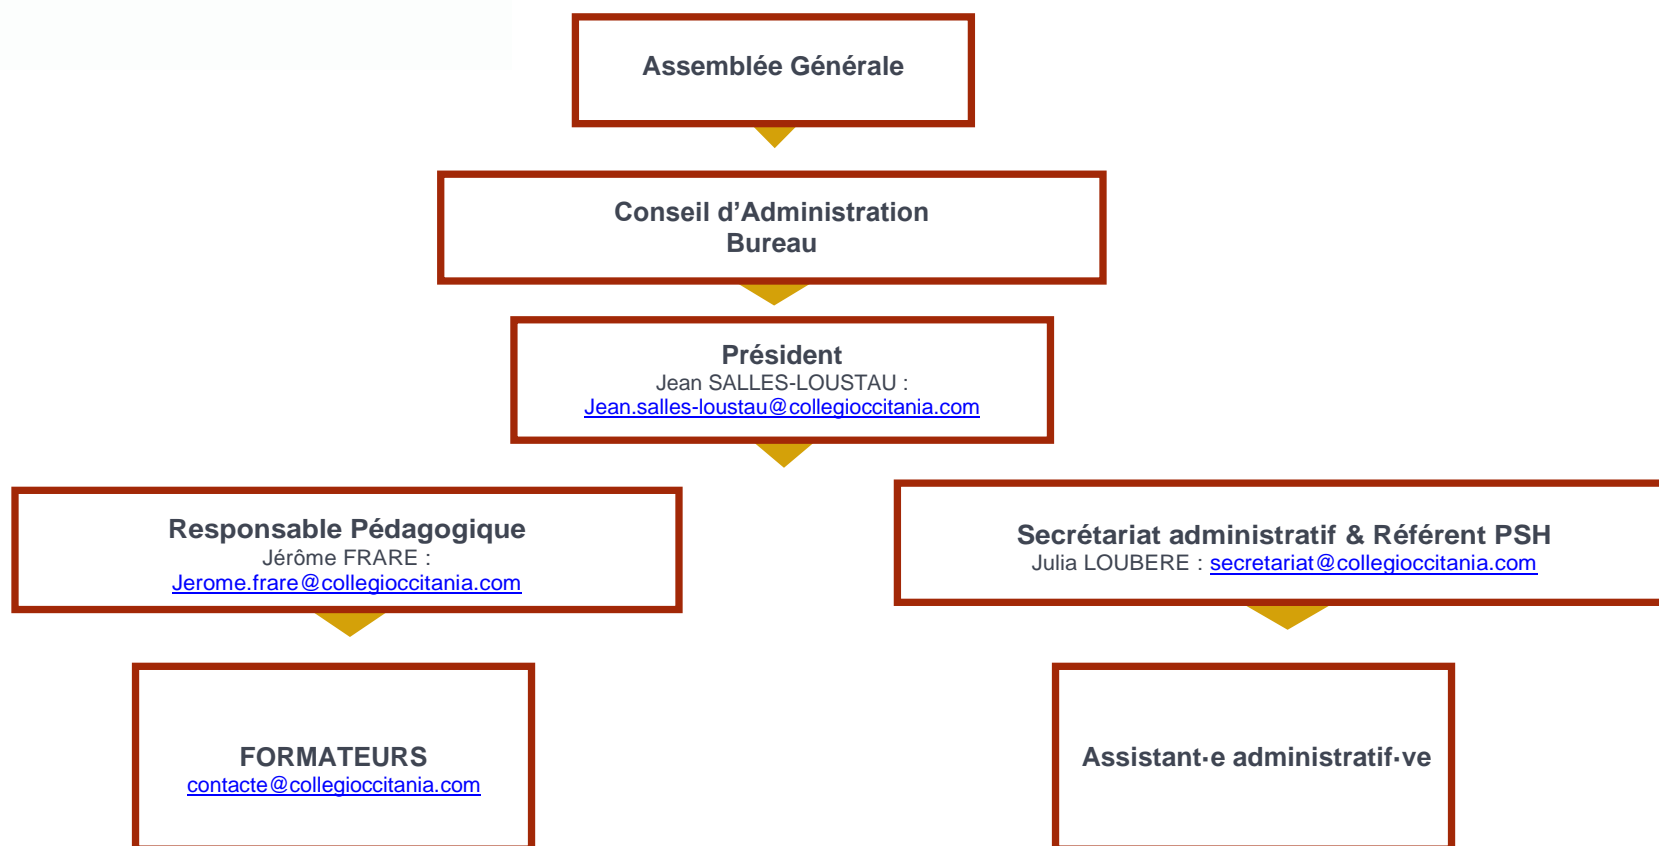 Assemblée Générale
Conseil d’Administration
Bureau
Président
Jean SALLES-LOUSTAU :
Jean.salles-loustau@collegioccitania.com
Responsable Pédagogique
Jérôme FRARE :
Jerome.frare@collegioccitania.com
Secrétariat administratif & Référent PSH
Julia LOUBERE : secretariat@collegioccitania.com
FORMATEURS
contacte@collegioccitania.com
Assistant·e administratif·ve